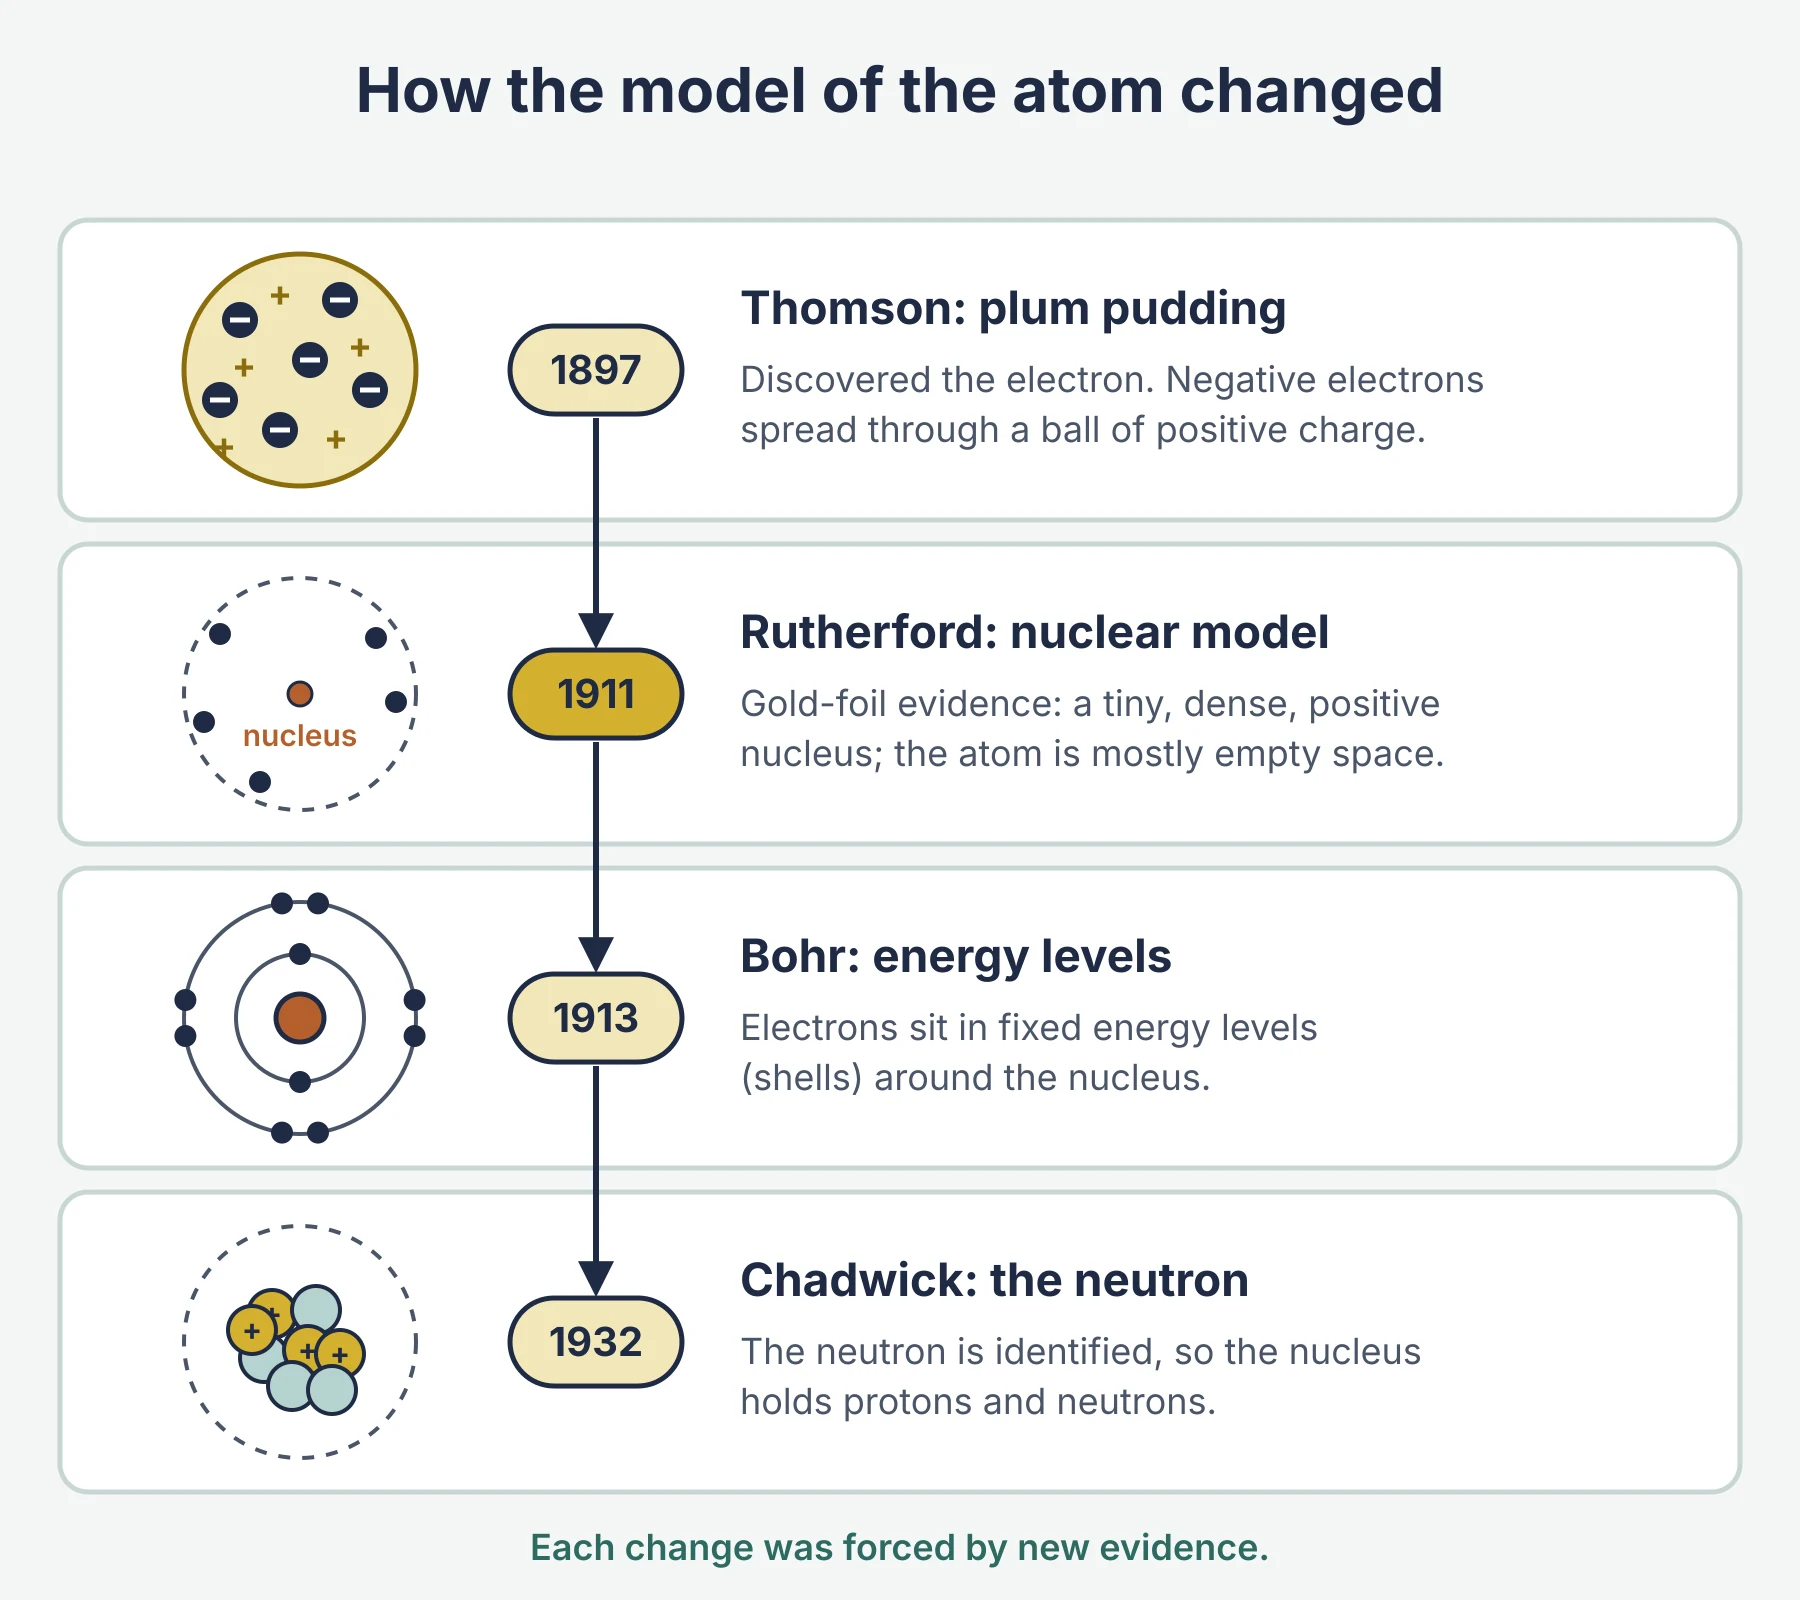 How the model of the atom changed
1897
Thomson: plum pudding
Discovered the electron. Negative electrons
spread through a ball of positive charge.
nucleus
1911
Rutherford: nuclear model
Gold-foil evidence: a tiny, dense, positive
nucleus; the atom is mostly empty space.
1913
Bohr: energy levels
Electrons sit in fixed energy levels
(shells) around the nucleus.
1932
Chadwick: the neutron
The neutron is identified, so the nucleus
holds protons and neutrons.
Each change was forced by new evidence.